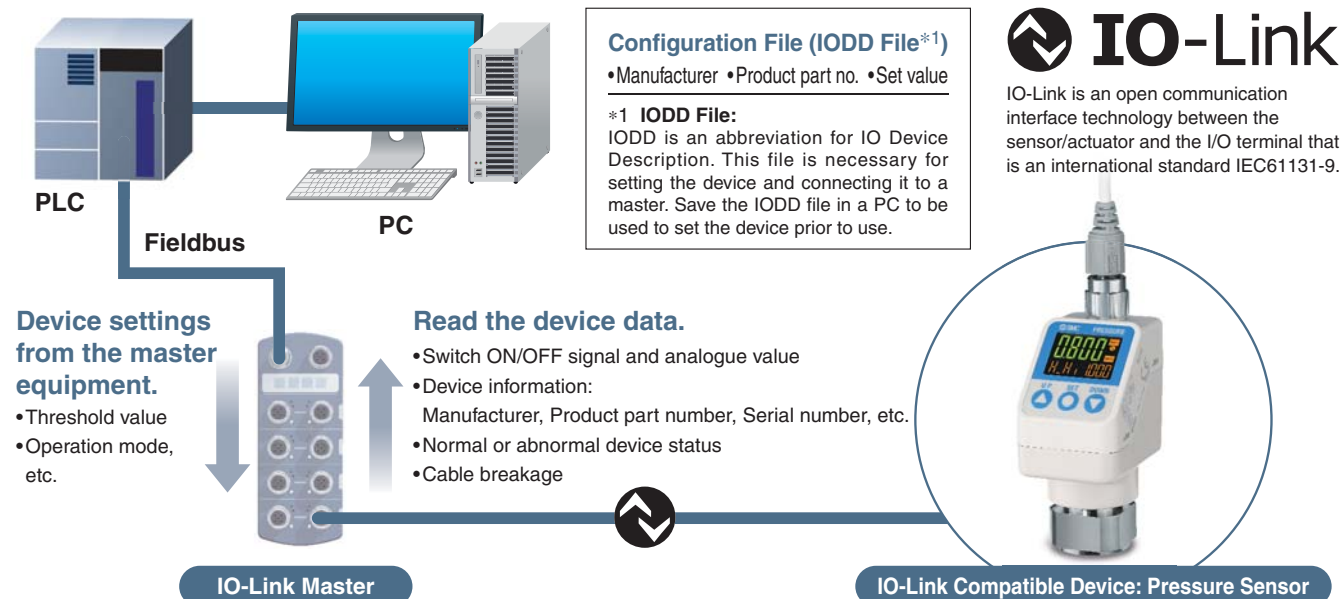 PLC
PC
Fieldbus
Configuration File (IODD File*1)
•Manufacturer •Product part no. •Set value
*1 IODD File:
IODD is an abbreviation for IO Device
Description. This file is necessary for
setting the device and connecting it to a
master. Save the IODD file in a PC to be
used to set the device prior to use.
IO-Link
IO-Link is an open communication
interface technology between the
sensor/actuator and the I/O terminal that
is an international standard IEC61131-9.
Device settings
from the master
equipment.
•Threshold value
•Operation mode,
etc.
Read the device data.
•Switch ON/OFF signal and analogue value
•Device information:
Manufacturer, Product part number, Serial number, etc.
•Normal or abnormal device status
•Cable breakage
SMC PRESSURE
0.800
H_Hi 1000
UP SET DOWN
IO-Link Master
IO-Link Compatible Device: Pressure Sensor